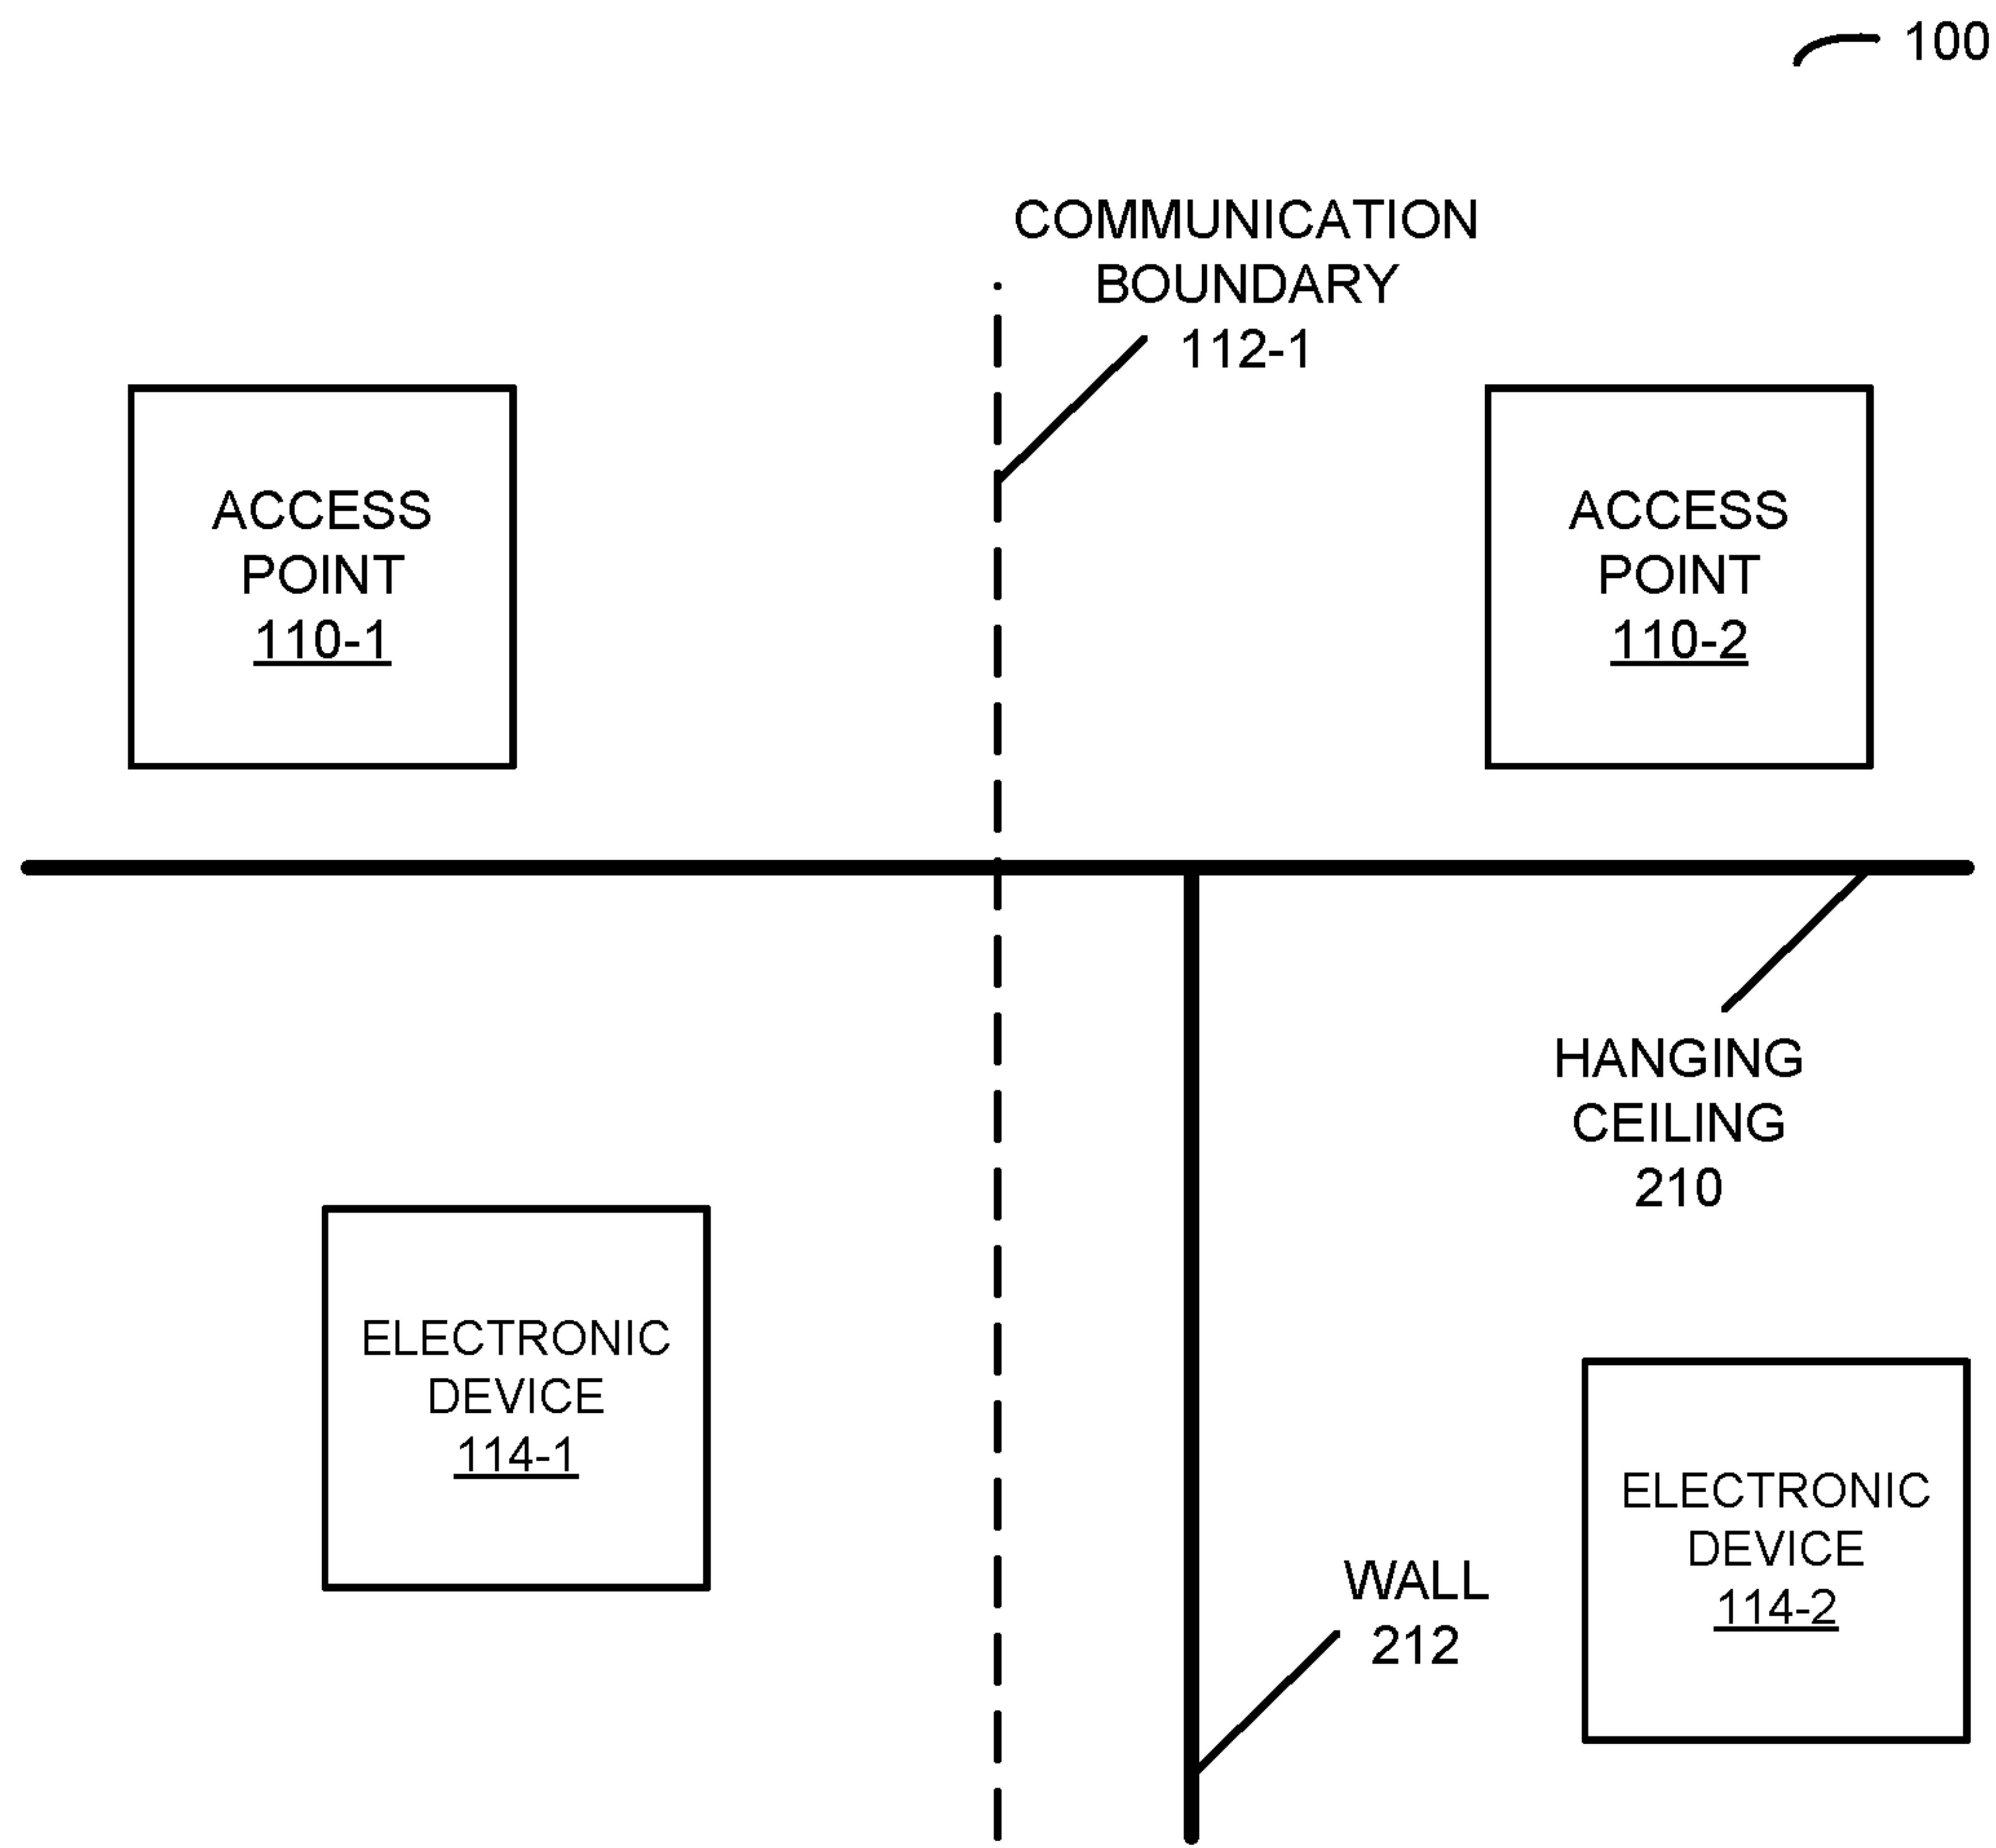 100
COMMUNICATION
BOUNDARY
112-1
ACCESS
POINT
110-1
ACCESS
POINT
110-2
HANGING
CEILING
210
ELECTRONIC
DEVICE
114-1
ELECTRONIC
DEVICE
114-2
WALL
212